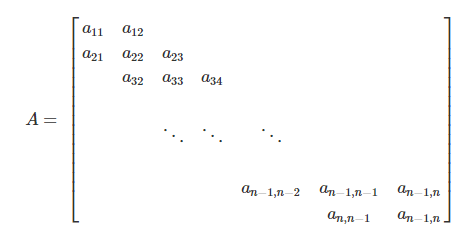 a₁₁ a₁₂
a₂₁ a₂₂ a₂₃
a₃₂ a₃₃ a₃₄
A =
⋱ ⋱ ⋱
aₙ₋₁,ₙ₋₂ aₙ₋₁,ₙ₋₁ aₙ₋₁,ₙ
aₙ,ₙ₋₁ aₙ₋₁,ₙ